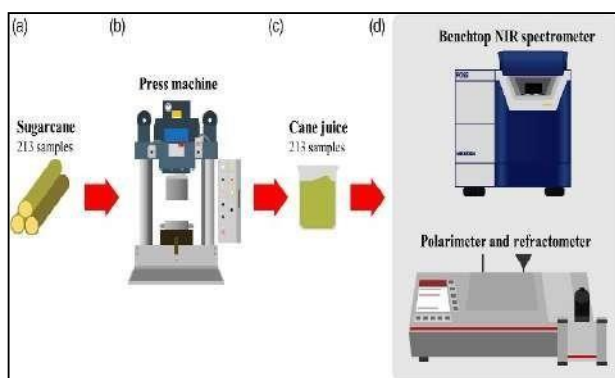 (a)
(b)
(c)
(d)
Press machine
Sugarcane
213 samples
Cane juice
213 samples
Benchtop NIR spectrometer
Polarimeter and refractometer